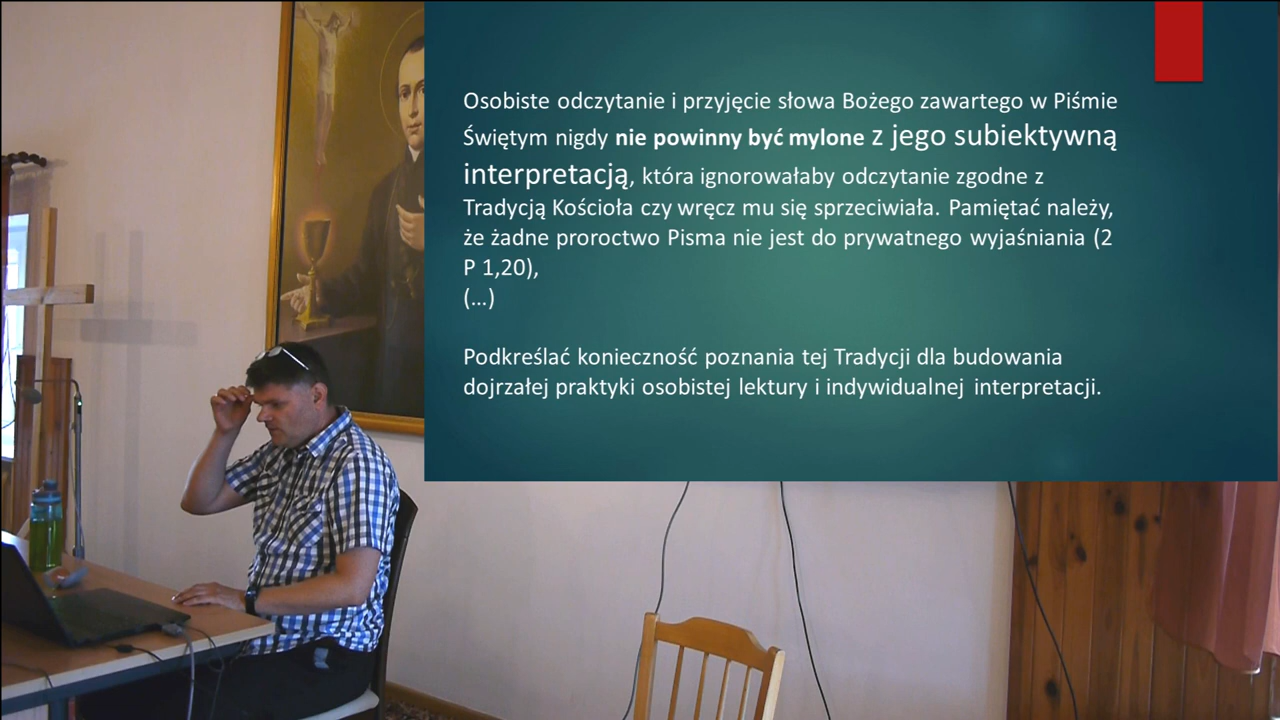 Osobiste odczytanie i przyjęcie słowa Bożego zawartego w Piśmie
Świętym nigdy nie powinny być mylone z jego subiektywną
interpretacją, która ignorowałaby odczytanie zgodne z
Tradycją Kościoła czy wręcz mu się sprzeciwiała. Pamiętać należy,
że żadne proroctwo Pisma nie jest do prywatnego wyjaśniania (2
P 1,20),
(...)
Podkreślać konieczność poznania tej Tradycji dla budowania
dojrzałej praktyki osobistej lektury i indywidualnej interpretacji.